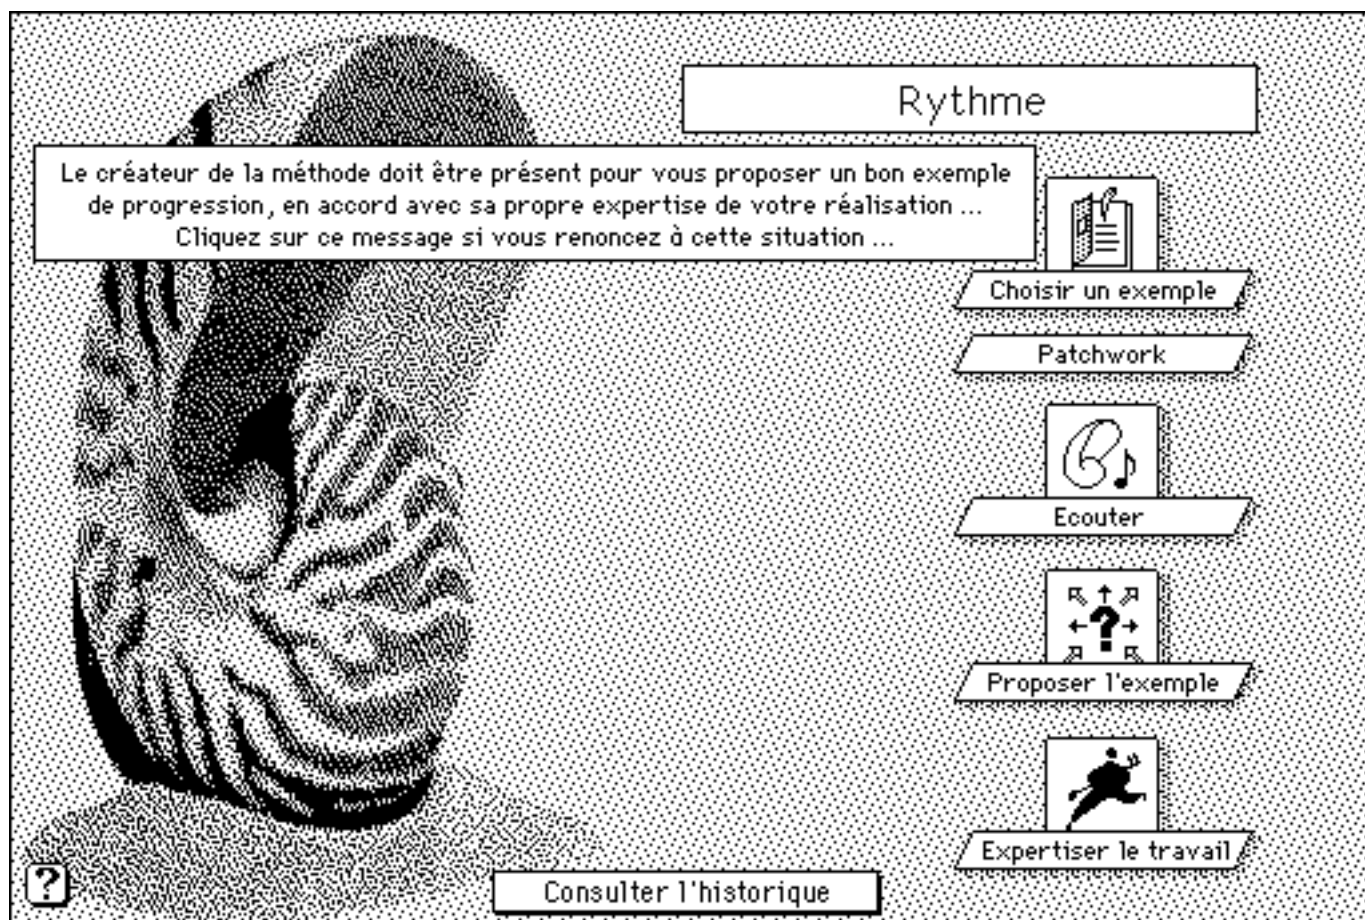 Rythme
Le créateur de la méthode doit être présent pour vous proposer un bon exemple
de progression, en accord avec sa propre expertise de votre réalisation ...
Cliquez sur ce message si vous renoncez à cette situation ...
Choisir un exemple
Patchwork
Ecouter
?
Proposer l'exemple
Expertiser le travail
?
Consulter l'historique